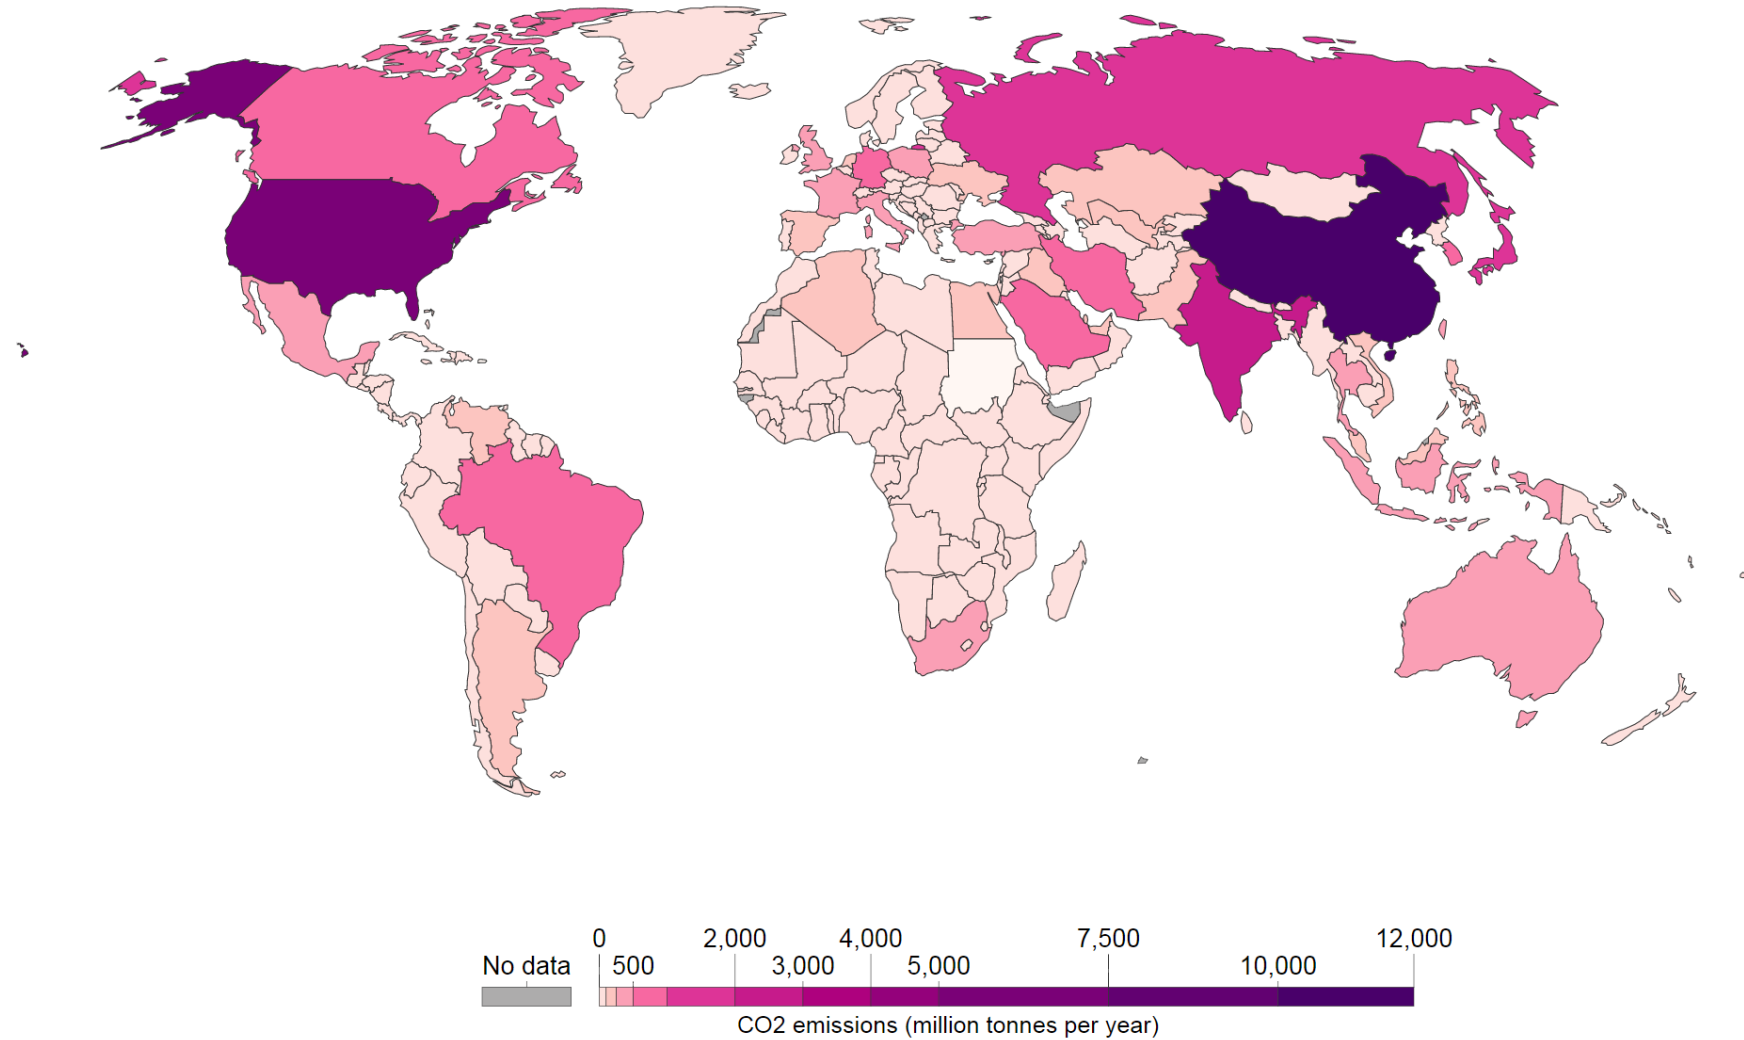 0 2,000 4,000 7,500 12,000
No data 500 3,000 5,000 10,000
CO2 emissions (million tonnes per year)